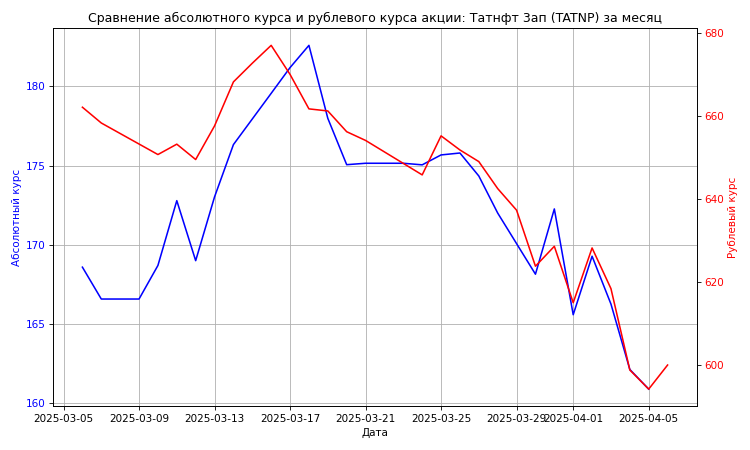 Сравнение абсолютного курса и рублевого курса акции: Татнфт 3ап (TATNP) за месяц
180
175
170
165
160
Абсолютный курс
680
660
640
620
600
Рублевый курс
2025-03-05 2025-03-09 2025-03-13 2025-03-17 2025-03-21 2025-03-25 2025-03-29 2025-04-01 2025-04-05
Дата